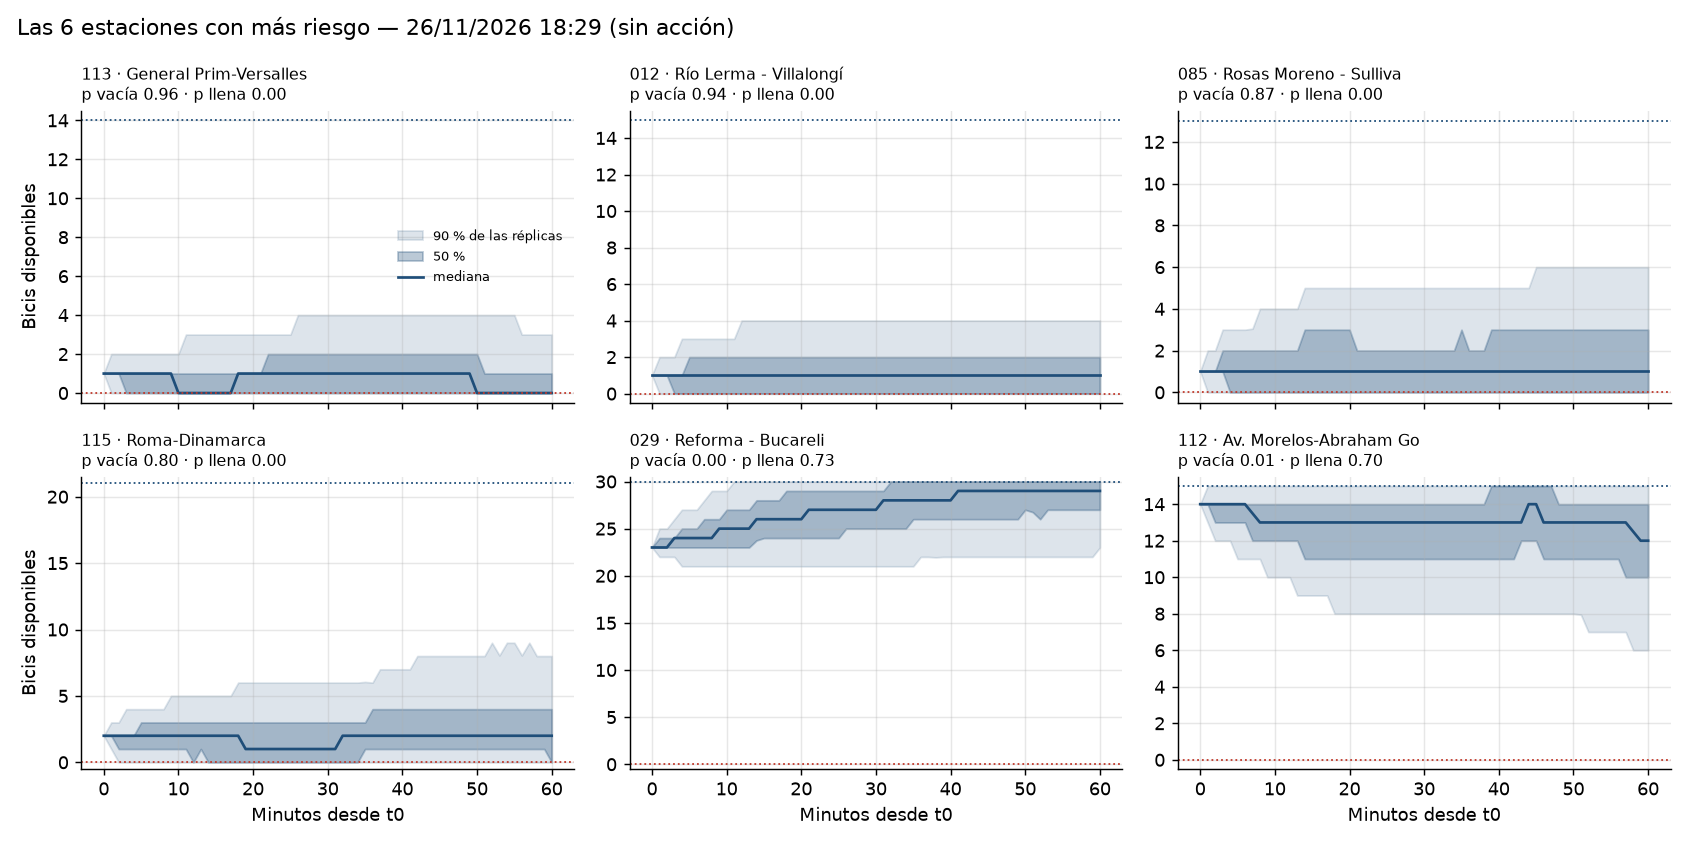 Las 6 estaciones con más riesgo — 26/11/2026 18:29 (sin acción)
113 · General Prim-Versalles
p vacía 0.96 · p llena 0.00
Bicis disponibles
14
12
10
8
6
4
2
0
90 % de las réplicas
50 %
mediana
012 · Río Lerma - Villalongí
p vacía 0.94 · p llena 0.00
14
12
10
8
6
4
2
0
085 · Rosas Moreno - Sulliva
p vacía 0.87 · p llena 0.00
12
10
8
6
4
2
0
115 · Roma-Dinamarca
p vacía 0.80 · p llena 0.00
Bicis disponibles
20
15
10
5
0
0 10 20 30 40 50 60
Minutos desde t0
029 · Reforma - Bucareli
p vacía 0.00 · p llena 0.73
30
25
20
15
10
5
0
0 10 20 30 40 50 60
Minutos desde t0
112 · Av. Morelos-Abraham Go
p vacía 0.01 · p llena 0.70
14
12
10
8
6
4
2
0
0 10 20 30 40 50 60
Minutos desde t0